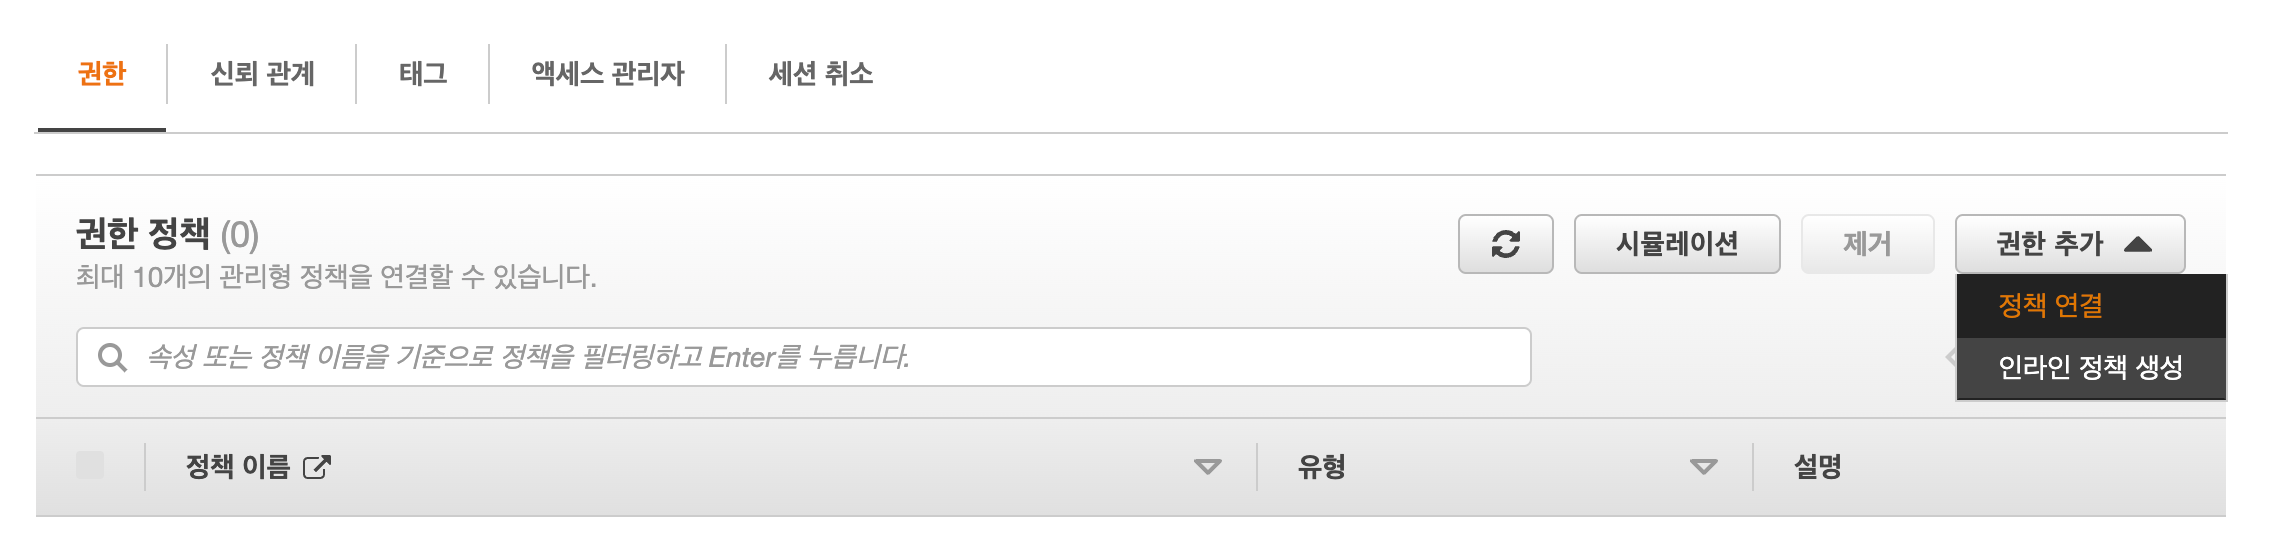 권한 신뢰 관계 태그 액세스 관리자 세션 취소
권한 정책 (0)
최대 10개의 관리형 정책을 연결할 수 있습니다.
시뮬레이션 제거 권한 추가
정책 연결
인라인 정책 생성
속성 또는 정책 이름을 기준으로 정책을 필터링하고 Enter를 누릅니다.
정책 이름 유형 설명